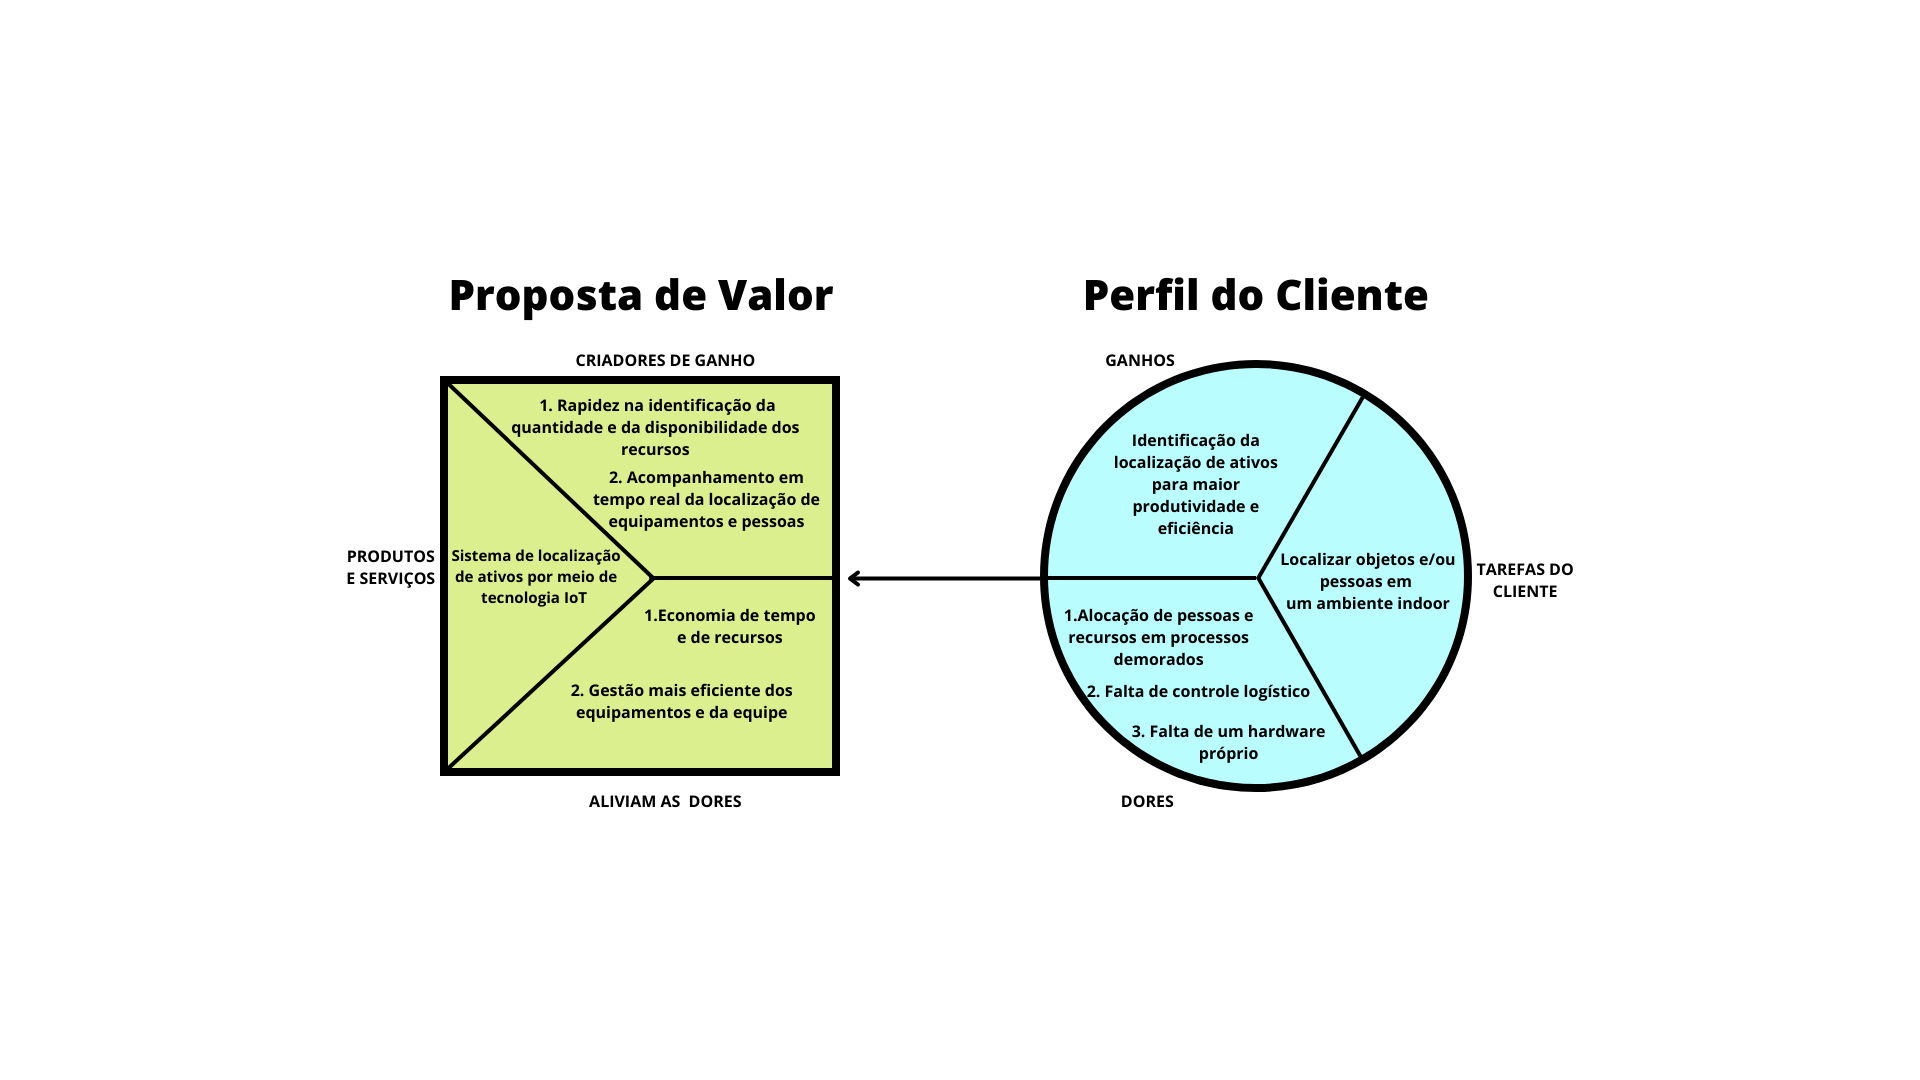 Proposta de Valor
CRIADORES DE GANHO
1. Rapidez na identificação da
quantidade e da disponibilidade dos
recursos
2. Acompanhamento em
tempo real da localização de
equipamentos e pessoas
PRODUTOS
E SERVIÇOS
Sistema de localização
de ativos por meio de
tecnologia IoT
1.Economia de tempo
e de recursos
2. Gestão mais eficiente dos
equipamentos e da equipe
ALIVIAM AS  DORES
Perfil do Cliente
GANHOS
Identificação da
localização de ativos
para maior
produtividade e
eficiência
Localizar objetos e/ou
pessoas em
um ambiente indoor
TAREFAS DO
CLIENTE
1.Alocação de pessoas e
recursos em processos
demorados
2. Falta de controle logístico
3. Falta de um hardware
próprio
DORES